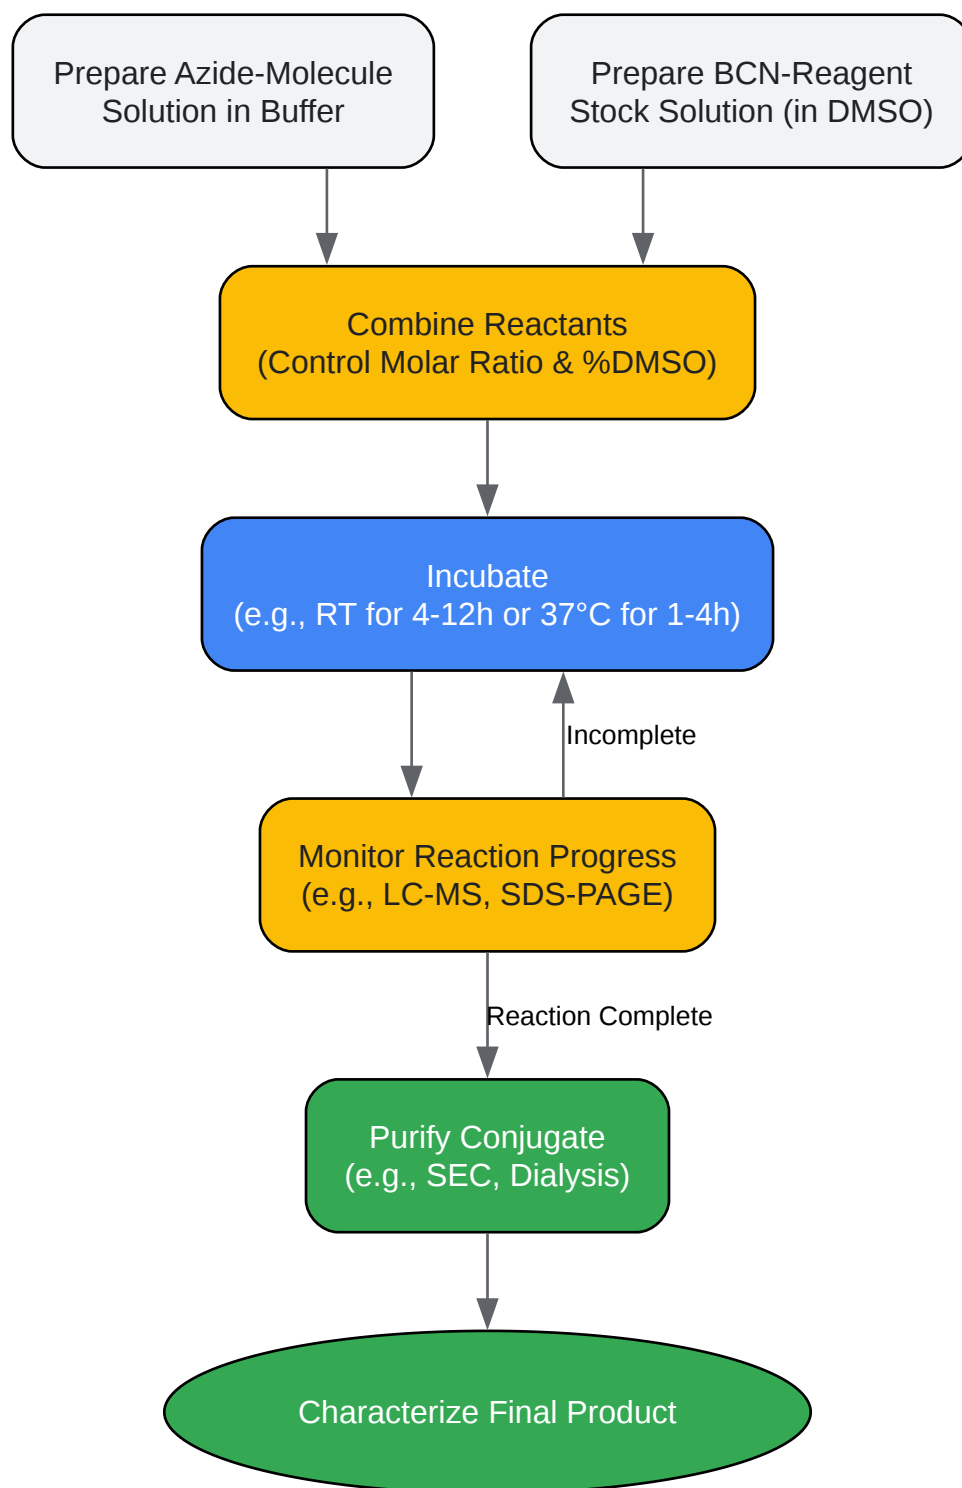 Prepare Azide-Molecule
Solution in Buffer
Prepare BCN-Reagent
Stock Solution (in DMSO)
Combine Reactants
(Control Molar Ratio & %DMSO)
Incubate
(e.g., RT for 4-12h or 37°C for 1-4h)
Incomplete
Monitor Reaction Progress
(e.g., LC-MS, SDS-PAGE)
Reaction Complete
Purify Conjugate
(e.g., SEC, Dialysis)
Characterize Final Product